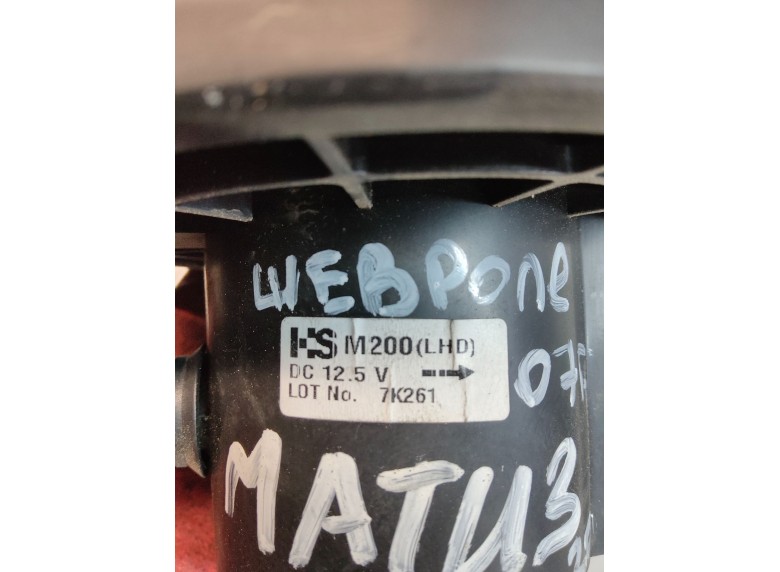 ШЕВРОЛЕ
HS M200 (LHD)
DC 12.5 V
LOT No. 7K261
МАТИЗ